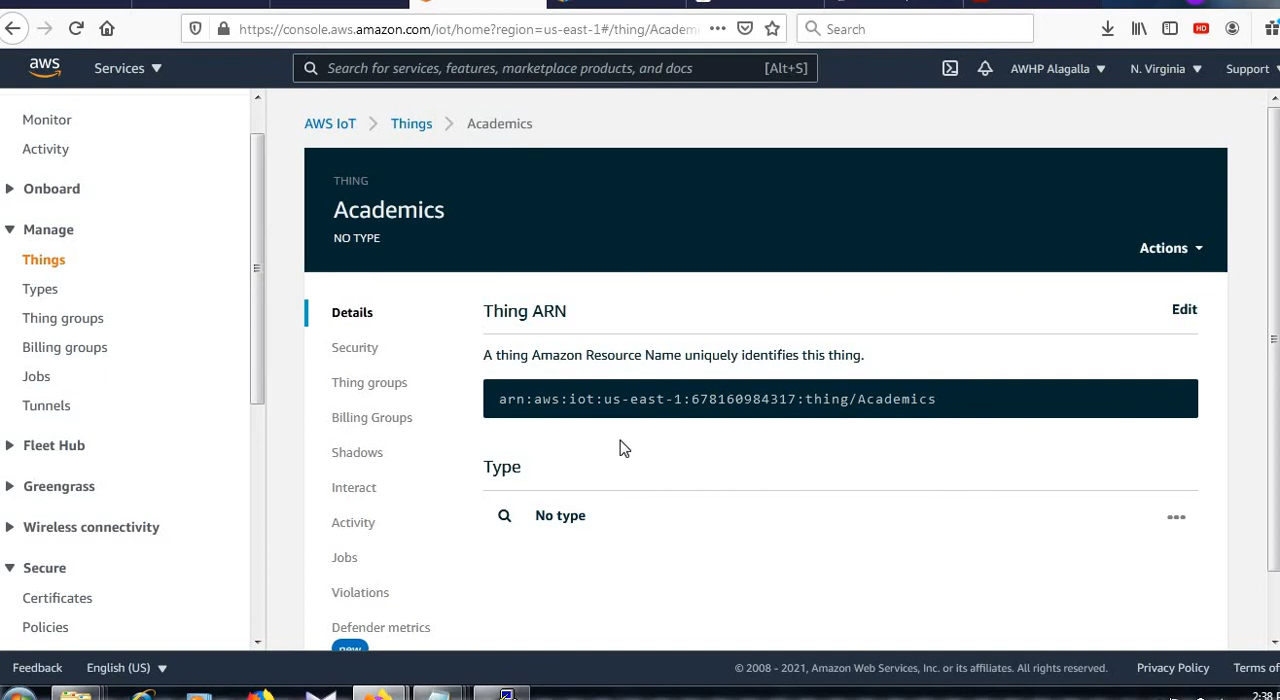 https://console.aws.amazon.com/iot/home?region=us-east-1#/thing/Academ
Search
HD
aws
Services
Search for services, features, marketplace products, and docs
[Alt+S]
AWHP Alagalla
N. Virginia
Support
Monitor
Activity
Onboard
Manage
Things
Types
Thing groups
Billing groups
Jobs
Tunnels
Fleet Hub
Greengrass
Wireless connectivity
Secure
Certificates
Policies
AWS IoT
Things
Academics
THING
Academics
NO TYPE
Actions
Details
Security
Thing groups
Billing Groups
Shadows
Interact
Activity
Jobs
Violations
Defender metrics
new
Thing ARN
Edit
A thing Amazon Resource Name uniquely identifies this thing.
arn:aws:iot:us-east-1:678160984317:thing/Academics
Type
No type
Feedback
English (US)
© 2008 - 2021, Amazon Web Services, Inc. or its affiliates. All rights reserved.
Privacy Policy
Terms of
2:38